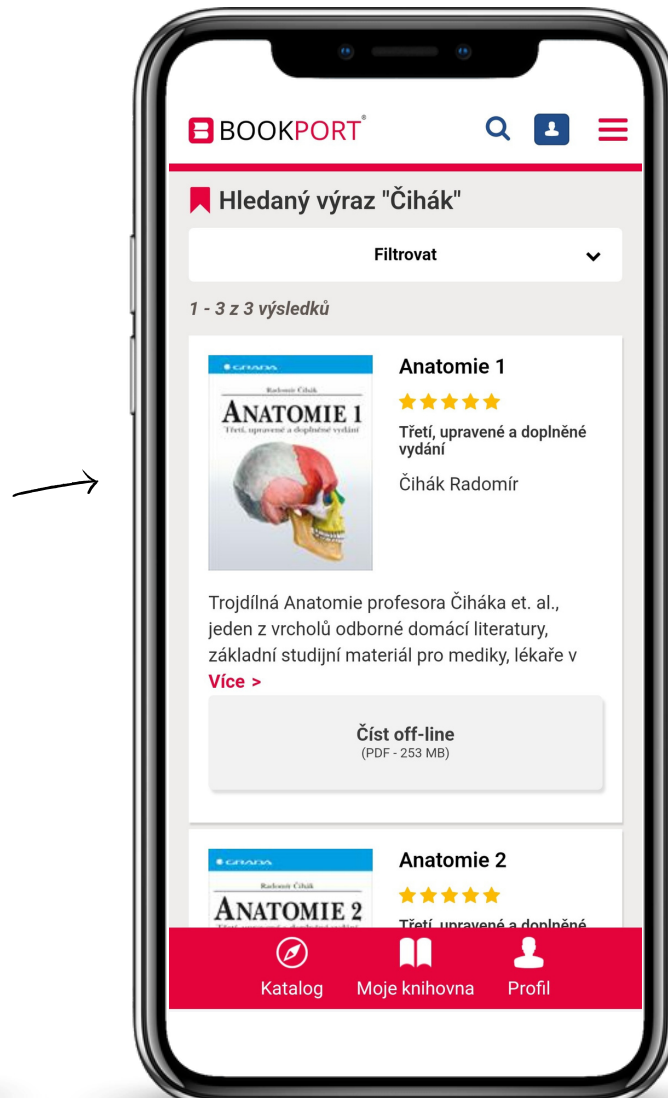 BOOKPORT®
Hledaný výraz "Čihák"
Filtrovat
1 - 3 z 3 výsledků
GRADA
Radomír Čihák
ANATOMIE 1
Třetí, upravené a doplněné vydání
Anatomie 1
Třetí, upravené a doplněné
vydání
Čihák Radomír
Trojdílná Anatomie profesora Čiháka et. al.,
jeden z vrcholů odborné domácí literatury,
základní studijní materiál pro mediky, lékaře v
Více >
Číst off-line
(PDF - 253 MB)
GRADA
Radomír Čihák
ANATOMIE 2
Anatomie 2
Třetí, upravené a doplněné
Katalog
Moje knihovna
Profil